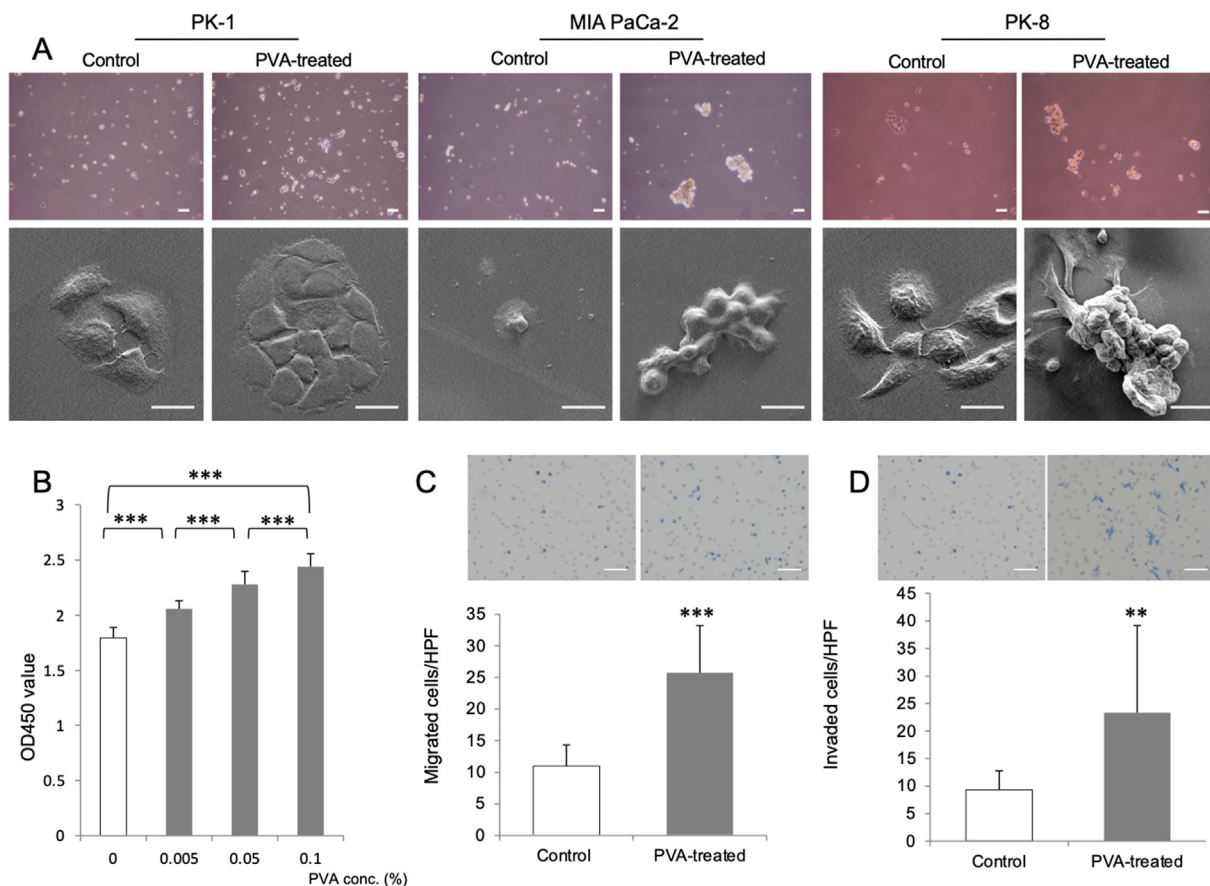 PK-1 MIA PaCa-2 PK-8
A
Control PVA-treated Control PVA-treated Control PVA-treated
B
***
*** *** ***
3
2.5
2
1.5
1
0.5
0
OD450 value
0 0.005 0.05 0.1
PVA conc. (%)
C
***
35
30
25
20
15
10
5
0
Migrated cells/HPF
Control PVA-treated
D
**
45
40
35
30
25
20
15
10
5
0
Invaded cells/HPF
Control PVA-treated